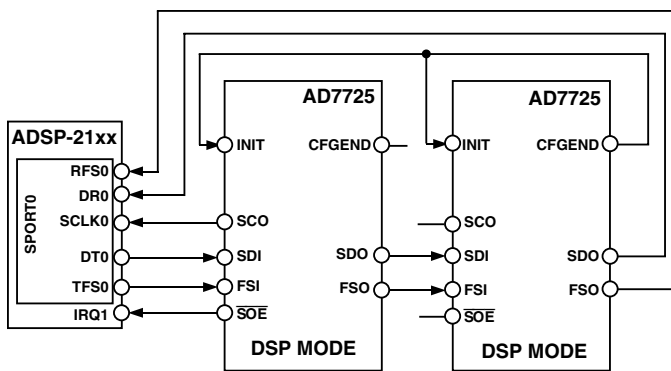 ADSP-21xx
SPORT0
RFS0
DR0
SCLK0
DT0
TFS0
IRQ1
AD7725
INIT
CFGEND
SCO
SDI
SDO
FSI
FSO
SOE
DSP MODE
AD7725
INIT
CFGEND
SCO
SDI
SDO
FSI
FSO
SOE
DSP MODE